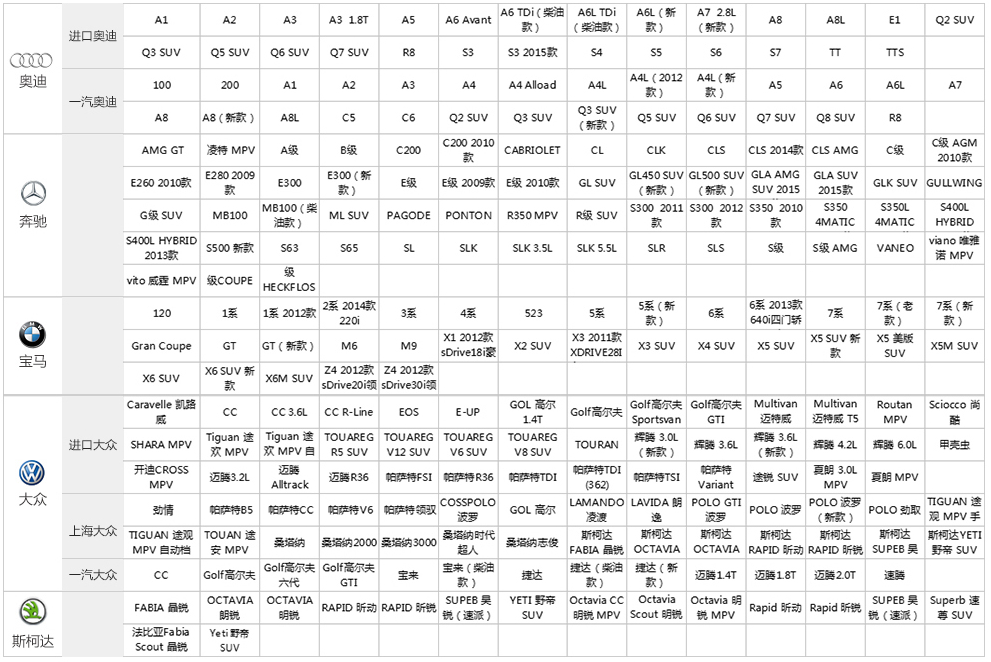 奥迪
进口奥迪
A1 A2 A3 A3 1.8T A5 A6 Avant A6 TDi（柴油款） A6L TDi（柴油款） A6L（新款） A7 2.8L（新款） A8 A8L E1 Q2 SUV
Q3 SUV Q5 SUV Q6 SUV Q7 SUV R8 S3 S3 2015款 S4 S5 S6 S7 TT TTS
一汽奥迪
100 200 A1 A2 A3 A4 A4 Alload A4L A4L（2012款） A4L（新款） A5 A6 A6L A7
A8 A8（新款） A8L C5 C6 Q2 SUV Q3 SUV Q3 SUV（新款） Q5 SUV Q6 SUV Q7 SUV Q8 SUV R8
奔驰
AMG GT 凌特 MPV A级 B级 C200 C200 2010款 CABRIOLET CL CLK CLS CLS 2014款 CLS AMG C级 C级 AGM 2010款
E260 2010款 E280 2009款 E300 E300（新款） E级 E级 2009款 E级 2010款 GL SUV GL450 SUV（新款） GL500 SUV（新款） GLA AMG SUV 2015 GLA SUV 2015款 GLK SUV GULLWING
G级 SUV MB100 MB100（柴油款） ML SUV PAGODE PONTON R350 MPV R级 SUV S300 2011款 S300 2012款 S350 2010款 S350 4MATIC S350L 4MATIC S400L HYBRID
S400L HYBRID 2013款 S500 新款 S63 S65 SL SLK SLK 3.5L SLK 5.5L SLR SLS S级 S级 AMG VANEO viano 唯雅诺 MPV
vito 威霆 MPV 级COUPE 级HECKFLOS
宝马
120 1系 1系 2012款 2系 2014款 220i 3系 4系 523 5系 5系（新款） 6系 6系 2013款 640i四门轿 7系 7系（老款） 7系（新款）
Gran Coupe GT GT（新款） M6 M9 X1 2012款 sDrive18i豪 X2 SUV X3 2011款 XDRIVE28I X3 SUV X4 SUV X5 SUV X5 SUV 新款 X5 美版 SUV X5M SUV
X6 SUV X6 SUV 新款 X6M SUV Z4 2012款 sDrive20i领 Z4 2012款 sDrive30i领
大众
进口大众
Caravelle 凯路威 CC CC 3.6L CC R-Line EOS E-UP GOL 高尔 1.4T Golf高尔夫 Golf高尔夫 Sportsvan Golf高尔夫 GTI Multivan 迈特威 Multivan 迈特威 T5 Routan MPV Sciocco 尚酷
SHARA MPV Tiguan 途欢 MPV Tiguan 途欢 MPV 自 TOUAREG R5 SUV TOUAREG V12 SUV TOUAREG V6 SUV TOUAREG V8 SUV TOURAN 辉腾 3.0L（新款） 辉腾 3.6L 辉腾 3.6L（新款） 辉腾 4.2L 辉腾 6.0L 甲壳虫
开迪CROSS MPV 迈腾3.2L 迈腾 Alltrack 迈腾R36 帕萨特FSI 帕萨特R36 帕萨特TDI 帕萨特TDI (362) 帕萨特TSI 帕萨特 Variant 途锐 SUV 夏朗 3.0L MPV 夏朗 MPV
上海大众
劲情 帕萨特B5 帕萨特CC 帕萨特V6 帕萨特领驭 COSSPOLO 波罗 GOL 高尔 LAMANDO 凌渡 LAVIDA 朗逸 POLO GTI 波罗 POLO 波罗 POLO 波罗（新款） POLO 劲取 TIGUAN 途观 MPV 手
TIGUAN 途观 MPV 自动档 TOUAN 途安 MPV 桑塔纳 桑塔纳2000 桑塔纳3000 桑塔纳时代超人 桑塔纳志俊 斯柯达 FABIA 晶锐 斯柯达 OCTAVIA 斯柯达 OCTAVIA 斯柯达 RAPID 昕动 斯柯达 RAPID 昕锐 斯柯达 SUPEB 昊 斯柯达YETI 野帝 SUV
一汽大众
CC Golf高尔夫 Golf高尔夫六代 Golf高尔夫 GTI 宝来 宝来（柴油款） 捷达 捷达（柴油款） 捷达（新款） 迈腾1.4T 迈腾1.8T 迈腾2.0T 速腾
斯柯达
FABIA 晶锐 OCTAVIA 明锐 OCTAVIA 明锐 RAPID 昕动 RAPID 昕锐 SUPEB 昊锐（速派） YETI 野帝 SUV Octavia CC 明锐 MPV Octavia Scout 明锐 Octavia 明锐 MPV Rapid 昕动 Rapid 昕锐 SUPEB 昊锐（速派） Superb 速尊 SUV
法比亚Fabia Scout 晶锐 Yeti 野帝 SUV